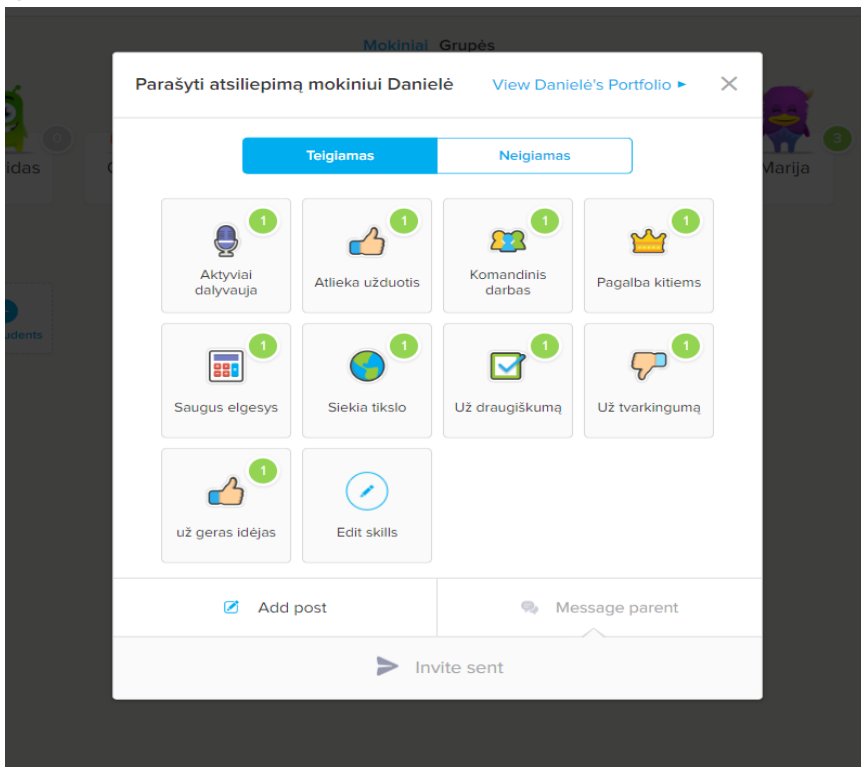 Mokiniai Grupės
Parašyti atsiliepimą mokiniui Danielė View Danielė's Portfolio ►
idas
0
Marija
3
Teigiamas Neigiamas
1
Aktyviai
dalyvauja
1
Atlieka užduotis
1
Komandinis
darbas
1
Pagalba kitiems
1
Saugus elgesys
1
Siekia tikslo
1
Už draugiškumą
1
Už tvarkingumą
1
už geras idėjas
Edit skills
udents
Add post
Message parent
Invite sent